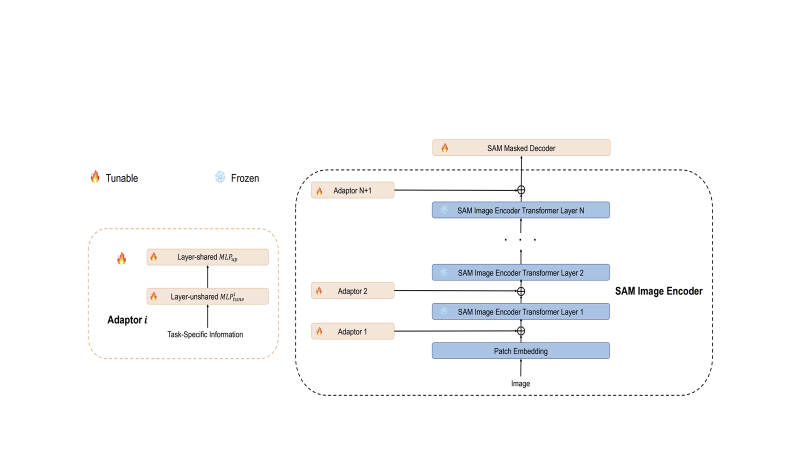 SAM Masked Decoder
Tunable
Frozen
Adaptor N+1
SAM Image Encoder Transformer Layer N
. . .
Layer-shared MLP_up
SAM Image Encoder Transformer Layer 2
Adaptor 2
SAM Image Encoder
Layer-unshared MLP^i_tune
SAM Image Encoder Transformer Layer 1
Adaptor i
Adaptor 1
Task-Specific Information
Patch Embedding
Image